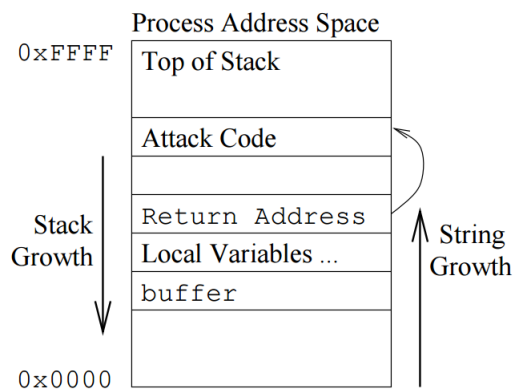 Process Address Space
0xFFFF
Top of Stack
Attack Code
Return Address
Local Variables ...
buffer
Stack
Growth
String
Growth
0x0000